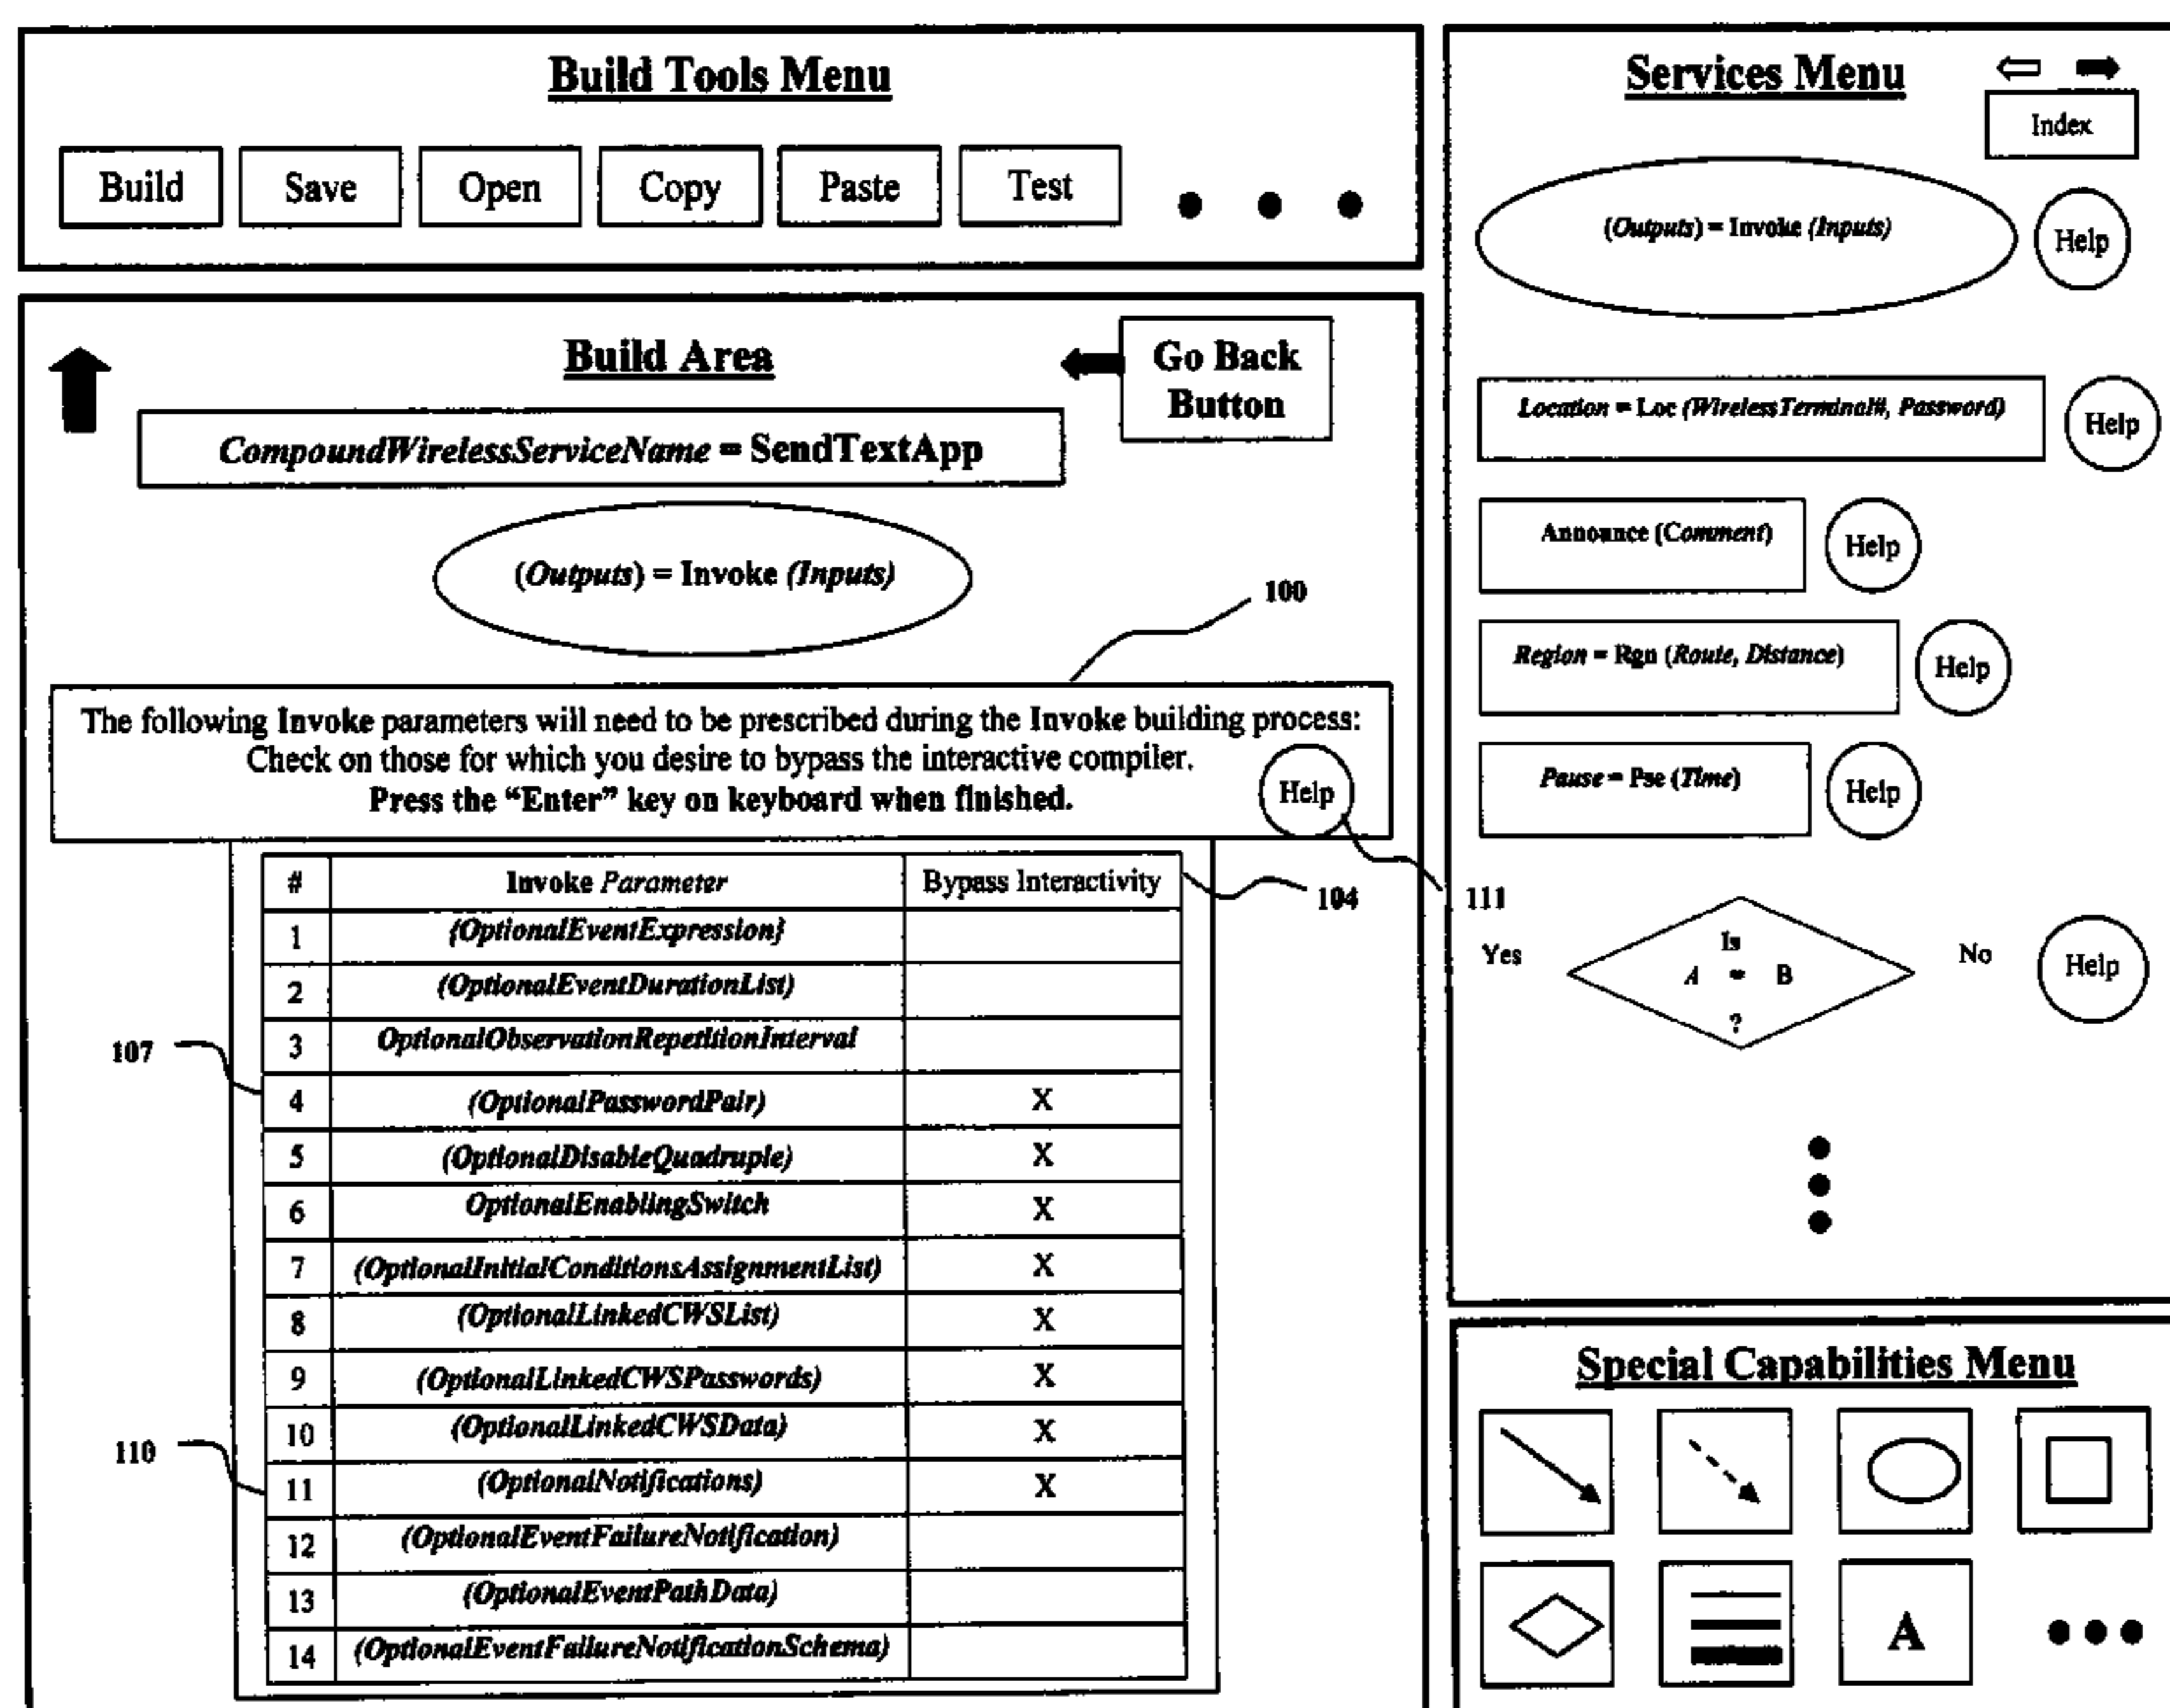 Build Tools Menu
Build Save Open Copy Paste Test
Build Area
Go Back
Button
CompoundWirelessServiceName = SendTextApp
(Outputs) = Invoke (Inputs)
100
The following Invoke parameters will need to be prescribed during the Invoke building process:
Check on those for which you desire to bypass the interactive compiler.
Press the “Enter” key on keyboard when finished.
Help
# Invoke Parameter Bypass Interactivity
104
111
1 {OptionalEventExpression}
2 (OptionalEventDurationList)
3 OptionalObservationRepetitionInterval
107
4 (OptionalPasswordPair) X
5 (OptionalDisableQuadruple) X
6 OptionalEnablingSwitch X
7 (OptionalInitialConditionsAssignmentList) X
8 (OptionalLinkedCWSList) X
9 (OptionalLinkedCWSPasswords) X
10 (OptionalLinkedCWSData) X
110
11 (OptionalNotifications) X
12 (OptionalEventFailureNotification)
13 (OptionalEventPathData)
14 (OptionalEventFailureNotificationSchema)
Services Menu
Index
(Outputs) = Invoke (Inputs) Help
Location = Loc (WirelessTerminal#, Password) Help
Announce (Comment) Help
Region = Rgn (Route, Distance) Help
Pause = Pse (Time) Help
Is
Yes A = B No Help
?
Special Capabilities Menu
A